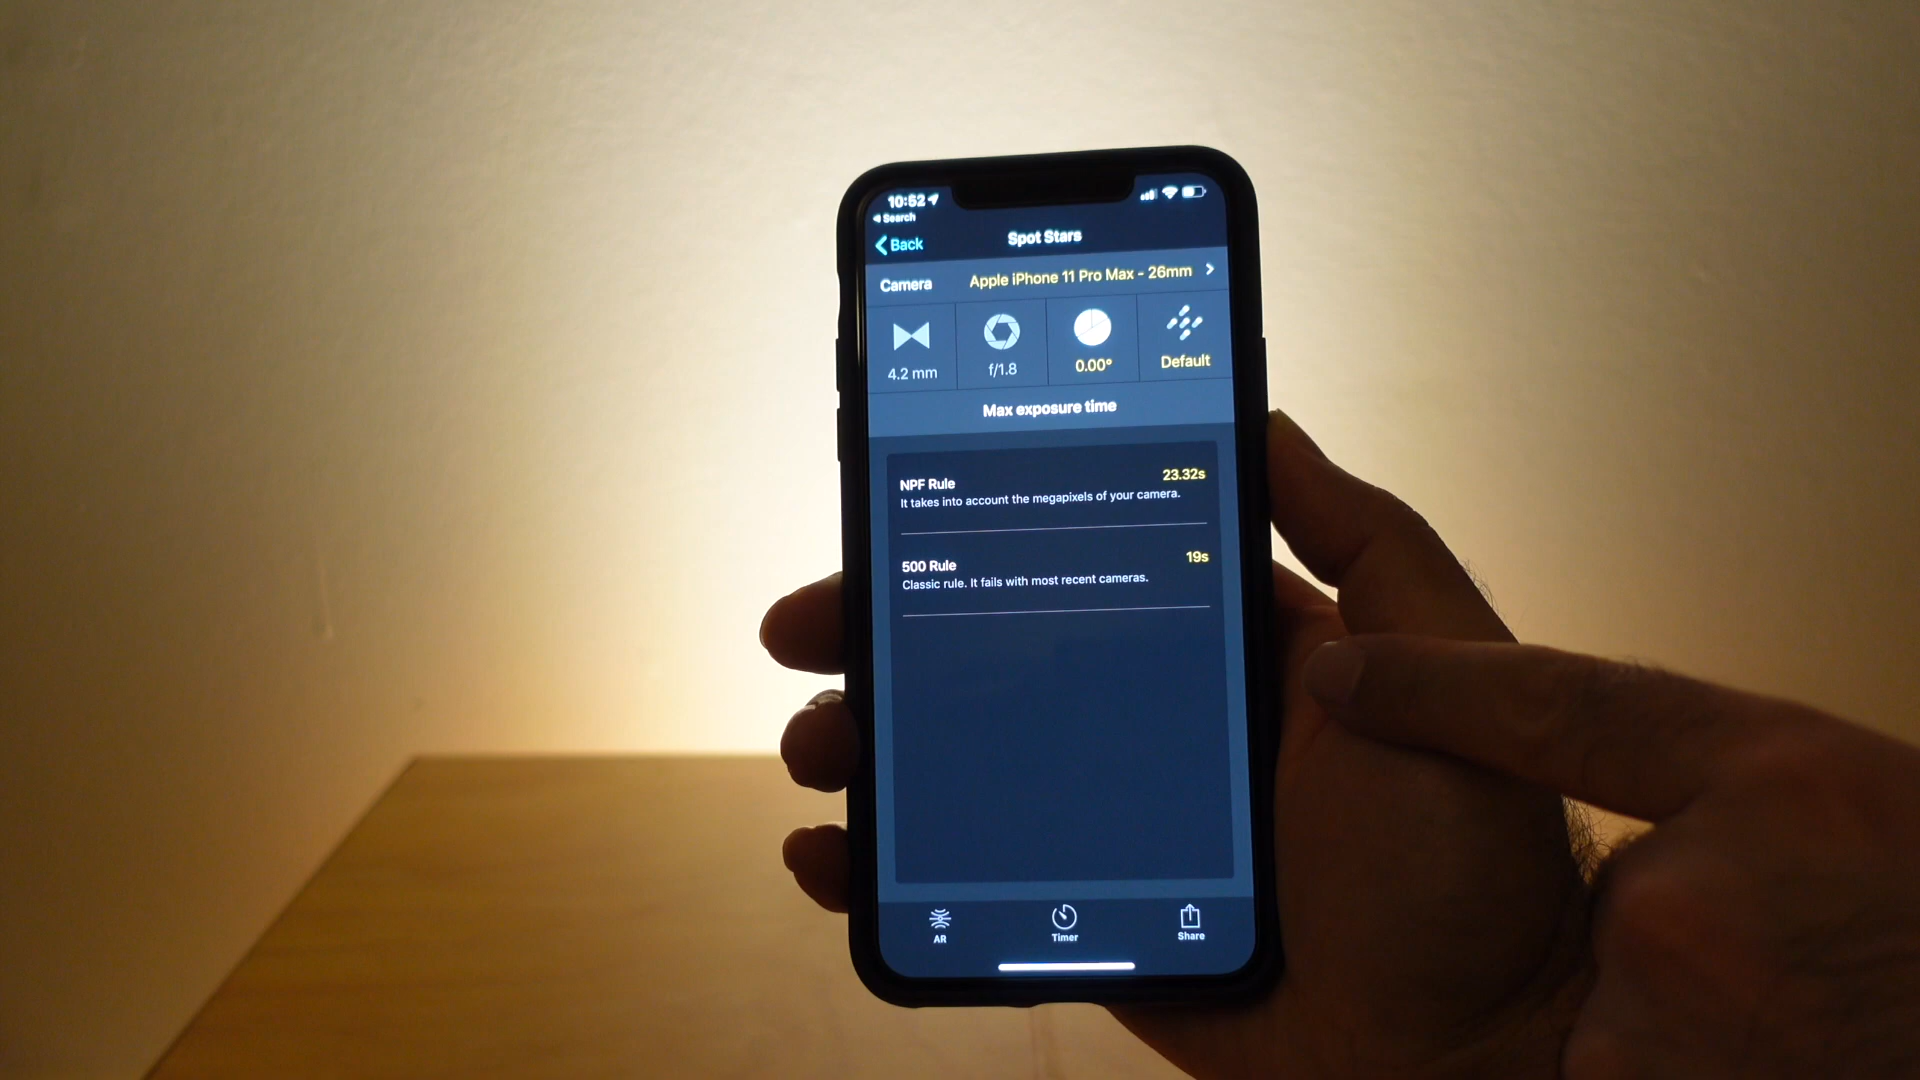 10:52
Search
Back
Spot Stars
Camera
Apple iPhone 11 Pro Max - 26mm
4.2 mm
f/1.8
0.00°
Default
Max exposure time
NPF Rule
23.32s
It takes into account the megapixels of your camera.
500 Rule
19s
Classic rule. It fails with most recent cameras.
AR
Timer
Share